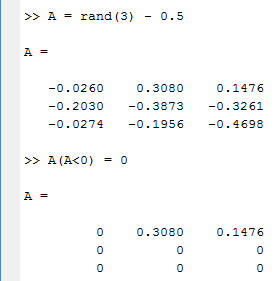 >> A = rand(3) - 0.5
A =
-0.0260 0.3080 0.1476
-0.2030 -0.3873 -0.3261
-0.0274 -0.1956 -0.4698
>> A(A<0) = 0
A =
0 0.3080 0.1476
0 0 0
0 0 0